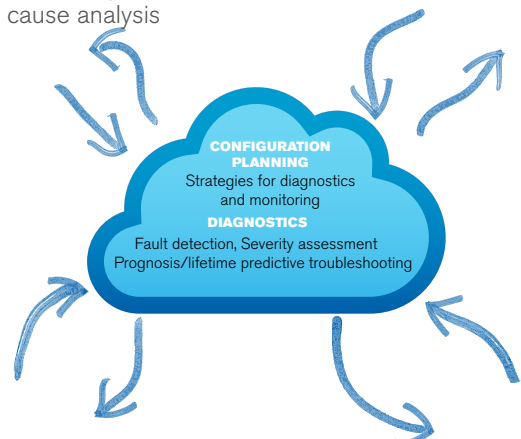 cause analysis
CONFIGURATION
PLANNING
Strategies for diagnostics
and monitoring
DIAGNOSTICS
Fault detection, Severity assessment
Prognosis/lifetime predictive troubleshooting